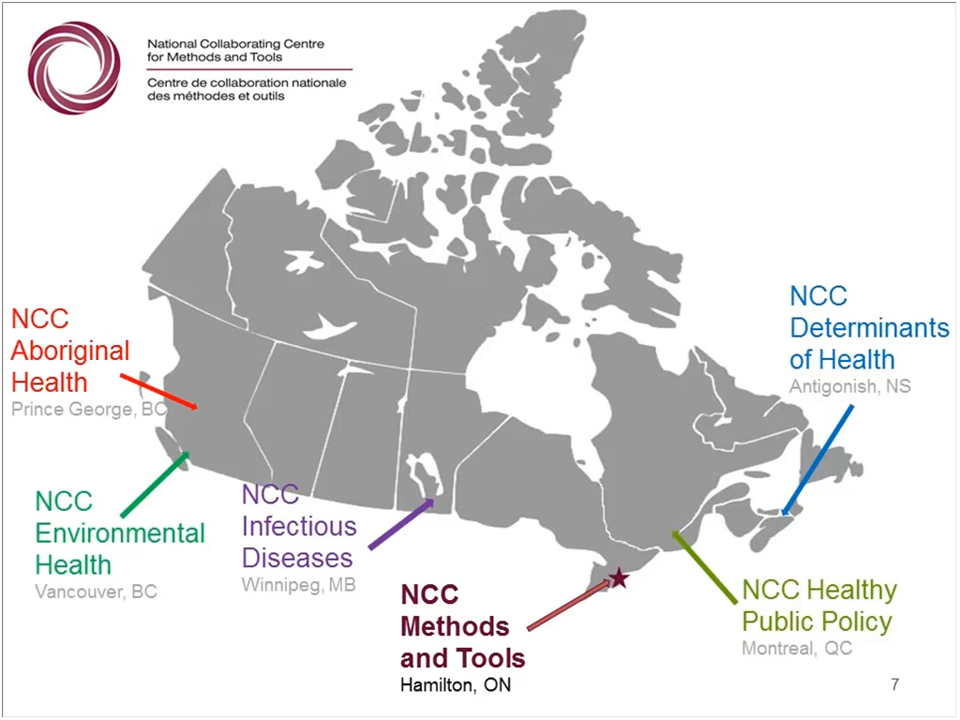 National Collaborating Centre
for Methods and Tools
Centre de collaboration nationale
des méthodes et outils
NCC
Aboriginal
Health
Prince George, BC
NCC
Environmental
Health
Vancouver, BC
NCC
Infectious
Diseases
Winnipeg, MB
NCC
Methods
and Tools
Hamilton, ON
NCC Healthy
Public Policy
Montreal, QC
NCC
Determinants
of Health
Antigonish, NS
7